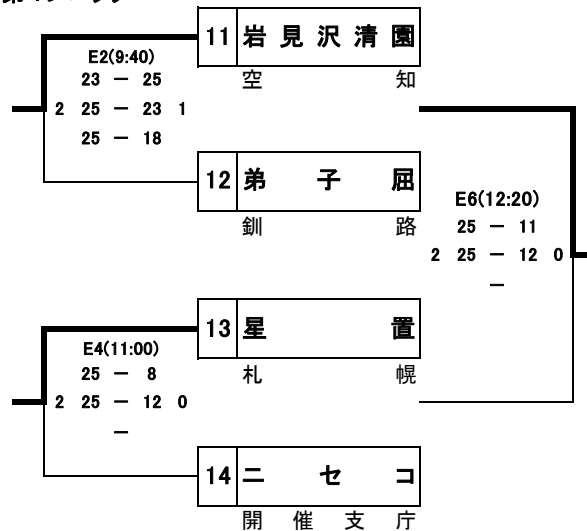 11 岩見沢清園
空知
E2(9:40)
23 － 25
2 25 － 23 1
25 － 18
12 弟子屈
釧路
E6(12:20)
25 － 11
2 25 － 12 0
－
13 星置
札幌
E4(11:00)
25 － 8
2 25 － 12 0
－
14 ニセコ
開催支庁